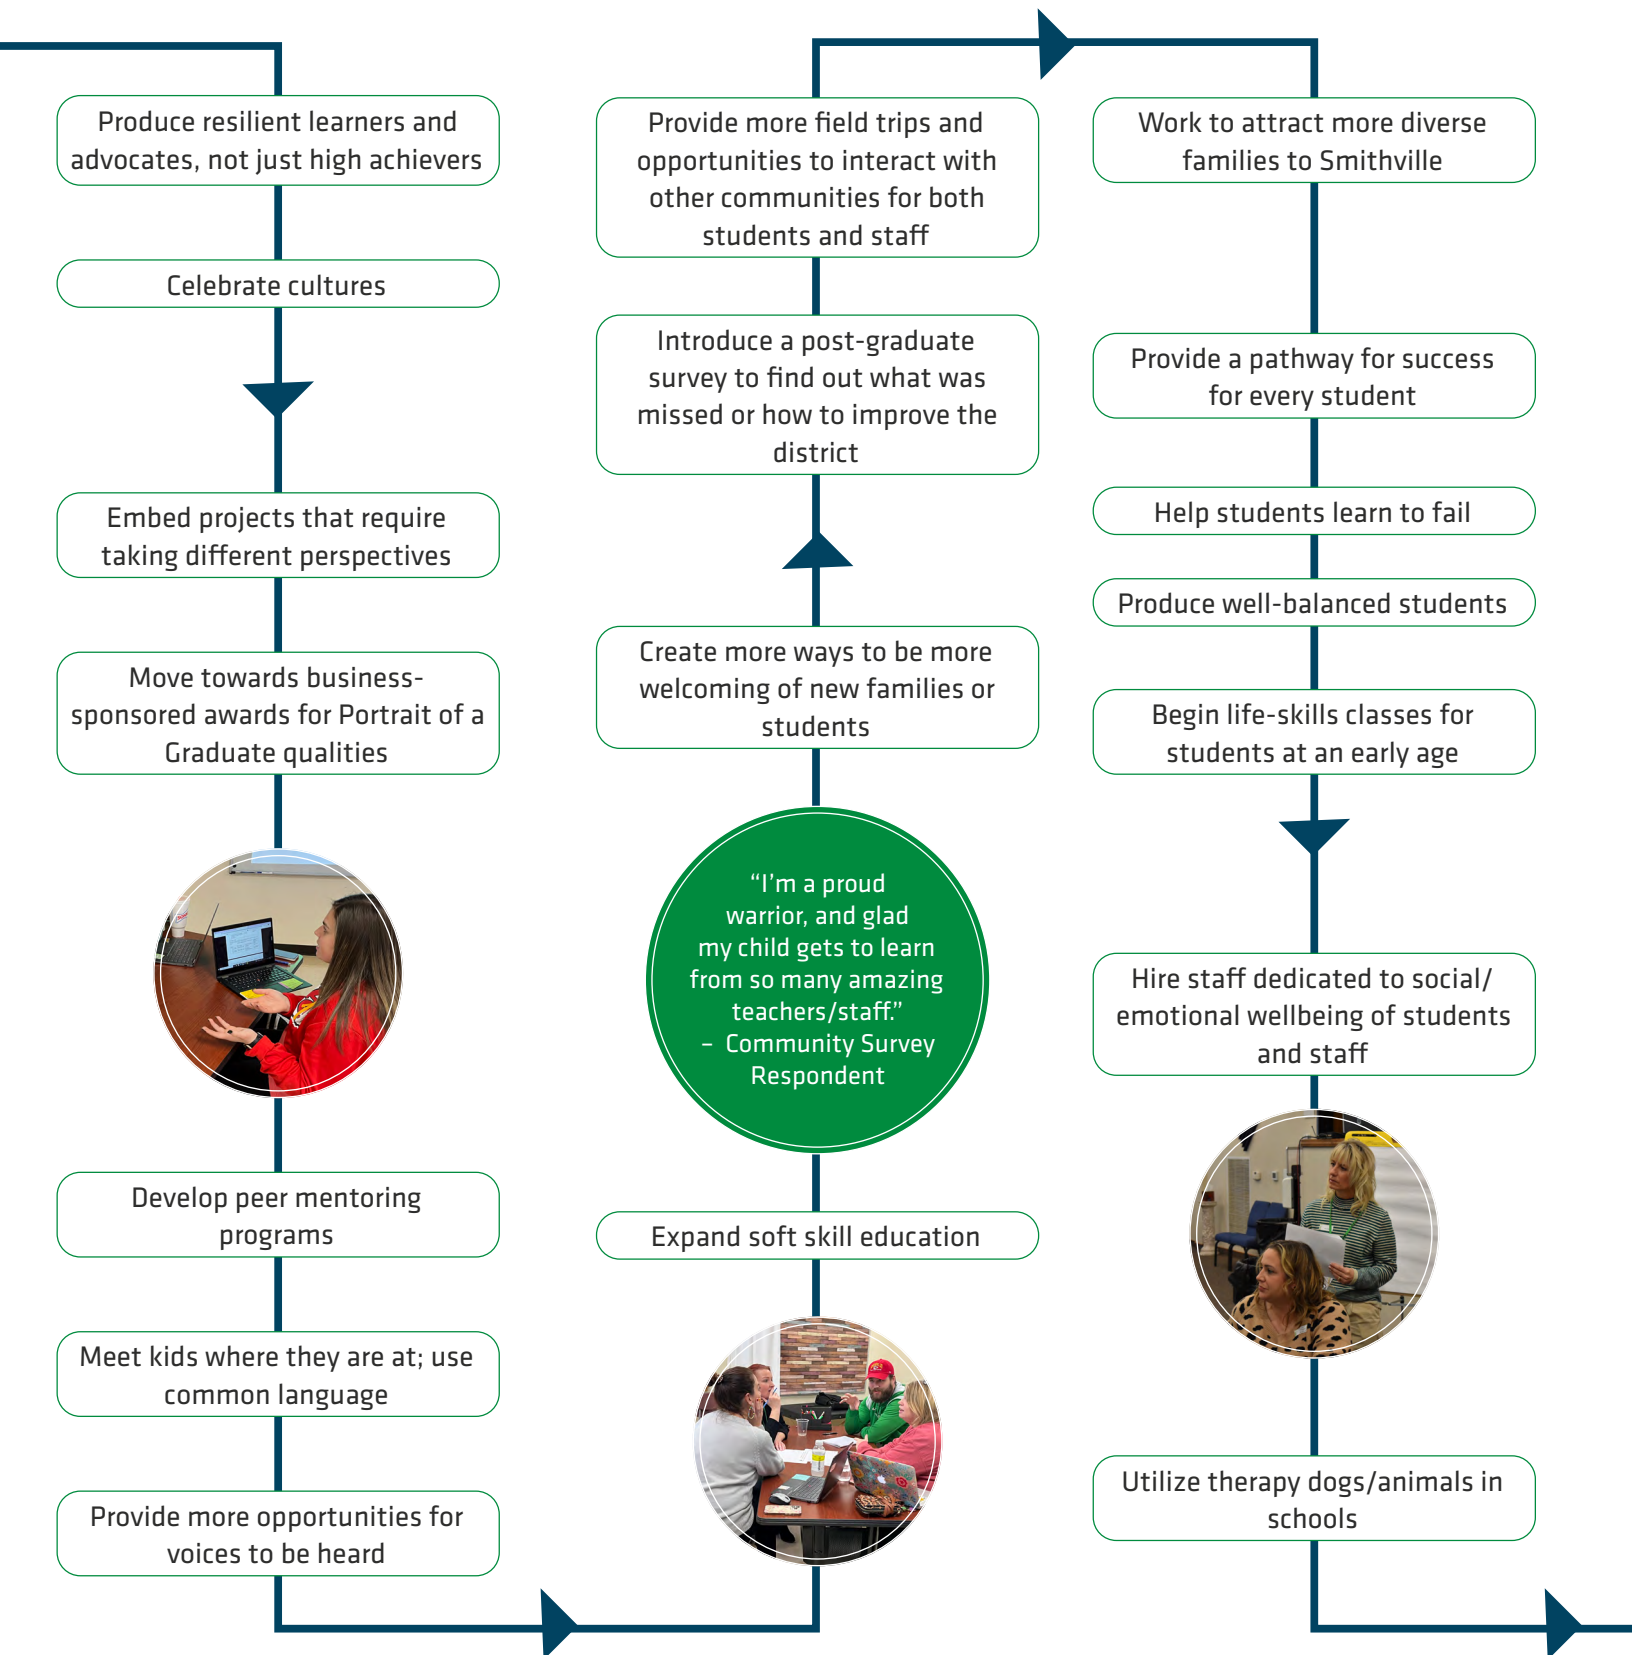 Produce resilient learners and
advocates, not just high achievers
Celebrate cultures
Embed projects that require
taking different perspectives
Move towards business-
sponsored awards for Portrait of a
Graduate qualities
Develop peer mentoring
programs
Meet kids where they are at; use
common language
Provide more opportunities for
voices to be heard
Provide more field trips and
opportunities to interact with
other communities for both
students and staff
Introduce a post-graduate
survey to find out what was
missed or how to improve the
district
Create more ways to be more
welcoming of new families or
students
“I’m a proud
warrior, and glad
my child gets to learn
from so many amazing
teachers/staff.”
– Community Survey
Respondent
Expand soft skill education
Work to attract more diverse
families to Smithville
Provide a pathway for success
for every student
Help students learn to fail
Produce well-balanced students
Begin life-skills classes for
students at an early age
Hire staff dedicated to social/
emotional wellbeing of students
and staff
Utilize therapy dogs/animals in
schools